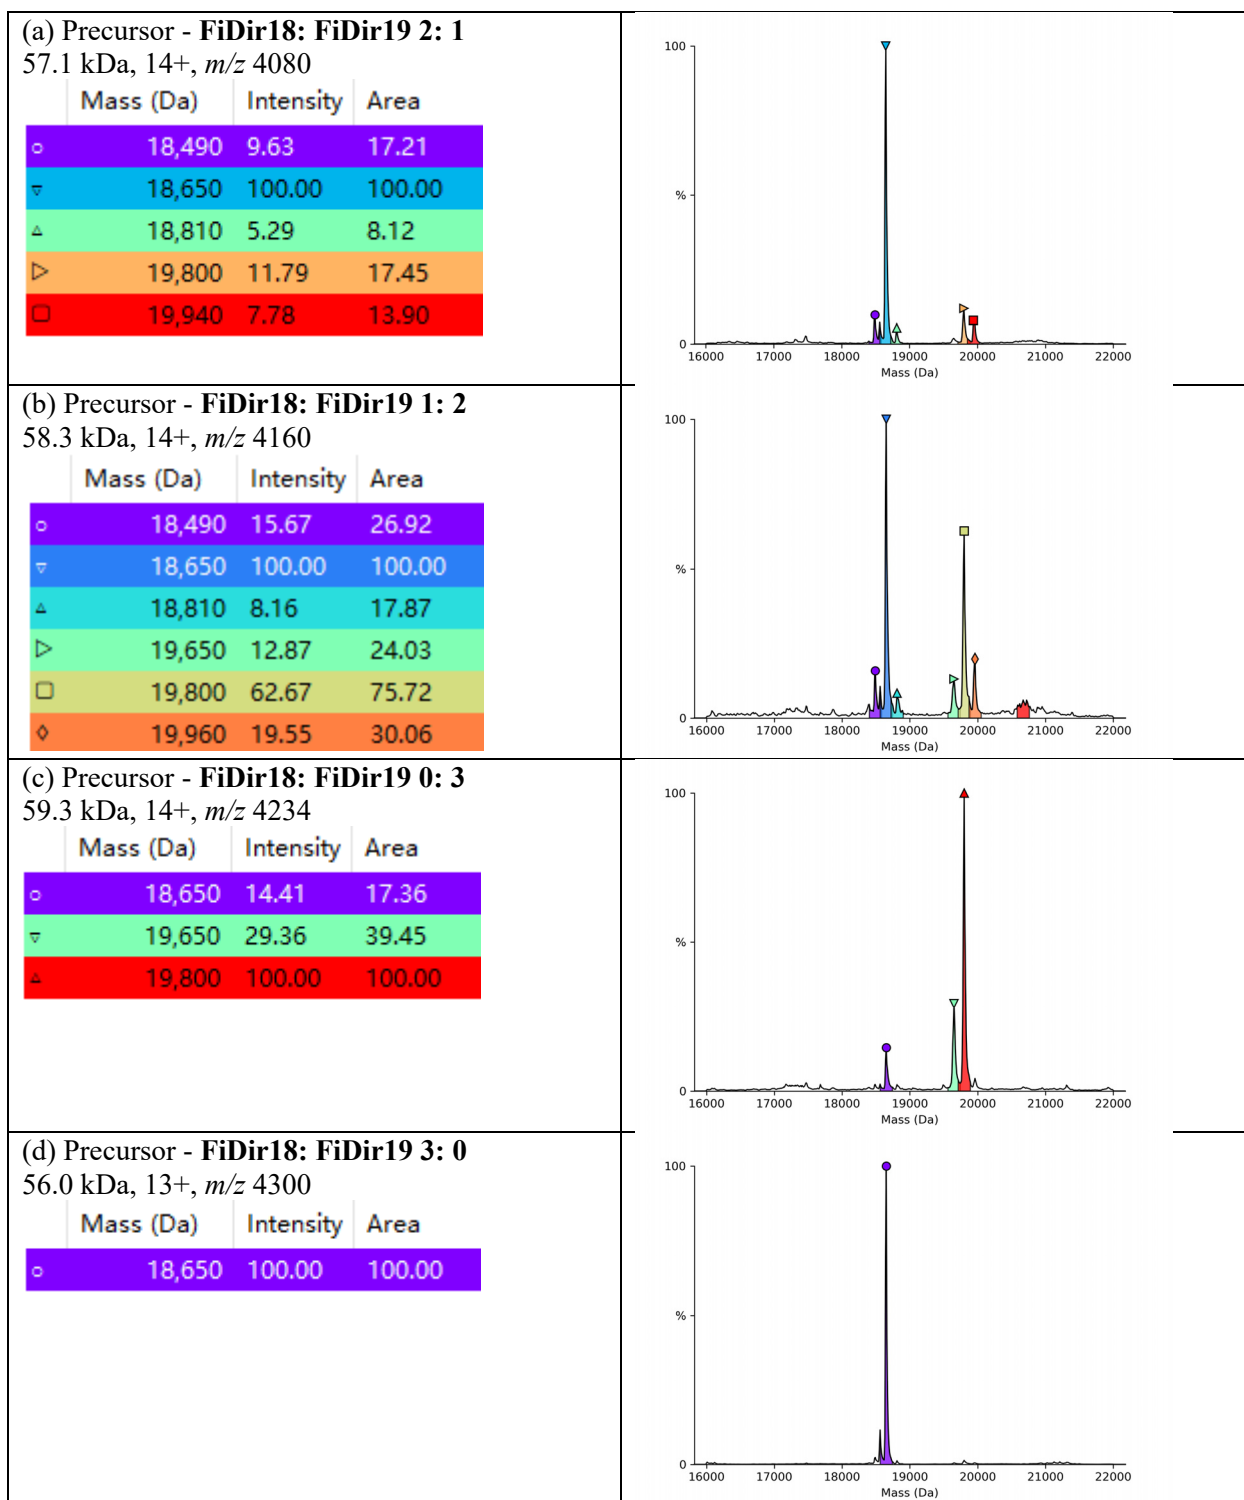 (a) Precursor - FiDir18: FiDir19 2: 1
57.1 kDa, 14+, m/z 4080
Mass (Da) Intensity Area
18,490 9.63 17.21
18,650 100.00 100.00
18,810 5.29 8.12
19,800 11.79 17.45
19,940 7.78 13.90
100
%
0
16000 17000 18000 19000 20000 21000 22000
Mass (Da)
(b) Precursor - FiDir18: FiDir19 1: 2
58.3 kDa, 14+, m/z 4160
Mass (Da) Intensity Area
18,490 15.67 26.92
18,650 100.00 100.00
18,810 8.16 17.87
19,650 12.87 24.03
19,800 62.67 75.72
19,960 19.55 30.06
100
%
0
16000 17000 18000 19000 20000 21000 22000
Mass (Da)
(c) Precursor - FiDir18: FiDir19 0: 3
59.3 kDa, 14+, m/z 4234
Mass (Da) Intensity Area
18,650 14.41 17.36
19,650 29.36 39.45
19,800 100.00 100.00
100
%
0
16000 17000 18000 19000 20000 21000 22000
Mass (Da)
(d) Precursor - FiDir18: FiDir19 3: 0
56.0 kDa, 13+, m/z 4300
Mass (Da) Intensity Area
18,650 100.00 100.00
100
%
0
16000 17000 18000 19000 20000 21000 22000
Mass (Da)